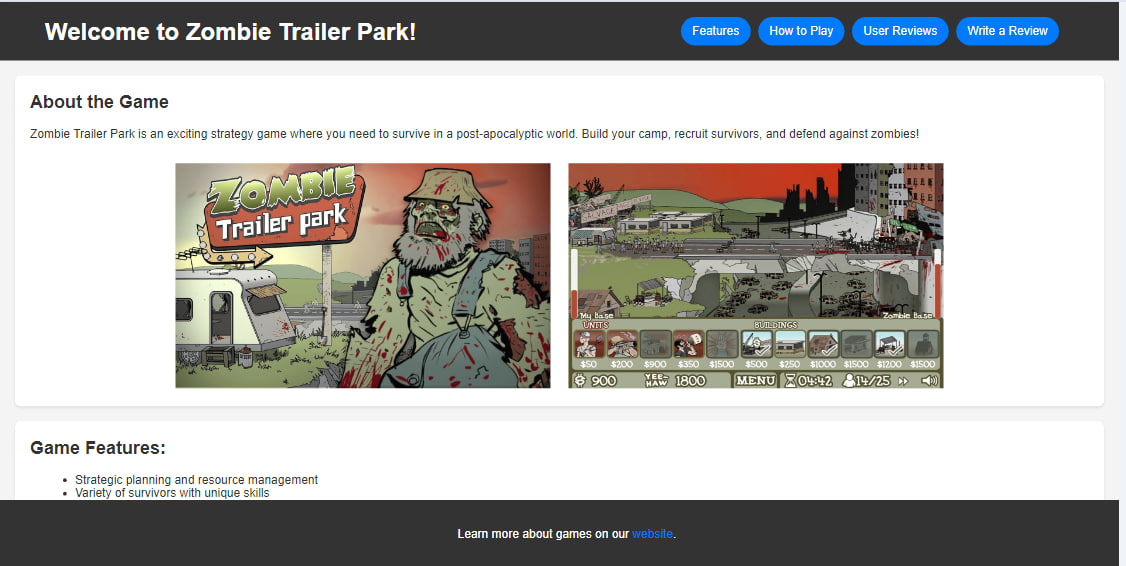 Welcome to Zombie Trailer Park!
Features
How to Play
User Reviews
Write a Review
About the Game
Zombie Trailer Park is an exciting strategy game where you need to survive in a post-apocalyptic world. Build your camp, recruit survivors, and defend against zombies!
ZOMBIE
Trailer park
My Base
Zombie Base
UNITS
BUILDINGS
$50 $200 $900 $350 $1500 $500 $250 $1000 $1500 $1200 $1500
$ 900 YEE-HAW 1800 MENU 04:42 14/25
Game Features:
• Strategic planning and resource management
• Variety of survivors with unique skills
Learn more about games on our website.